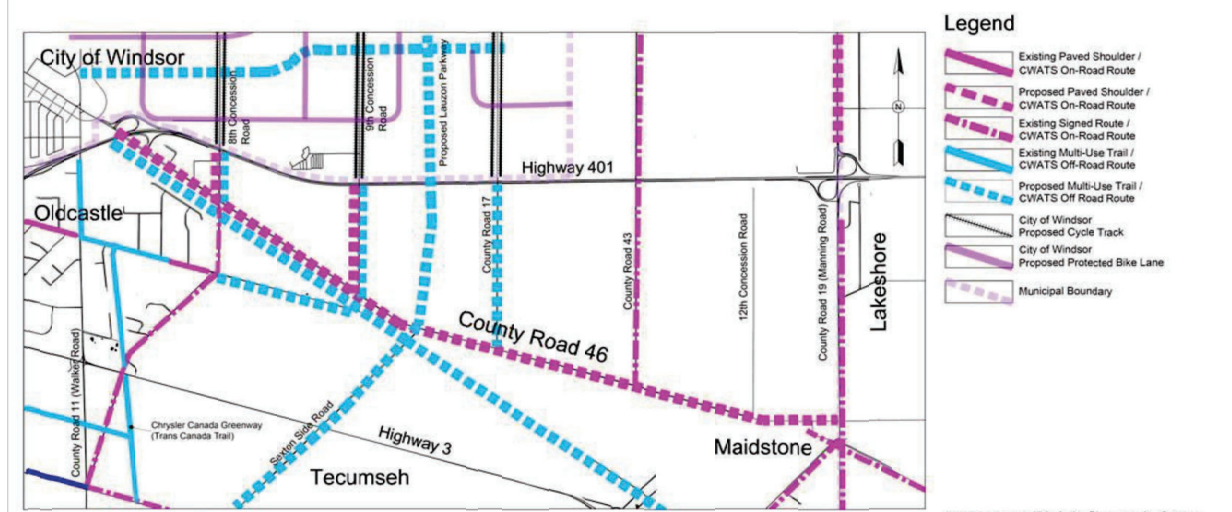 City of Windsor
8th Concession
Road
9th Concession
Road
Proposed Lauzon Parkway
Highway 401
N
Oldcastle
County Road 17
County Road 43
12th Concession Road
County Road 19 (Manning Road)
Lakeshore
County Road 46
County Road 11 (Walker Road)
Chrysler Canada Greenway
(Trans Canada Trail)
Sexton Side Road
Highway 3
Tecumseh
Maidstone
Legend
Existing Paved Shoulder /
CWATS On-Road Route
Proposed Paved Shoulder /
CWATS On-Road Route
Existing Signed Route /
CWATS On-Road Route
Existing Multi-Use Trail /
CWATS Off-Road Route
Proposed Multi-Use Trail /
CWATS Off Road Route
City of Windsor
Proposed Cycle Track
City of Windsor
Proposed Protected Bike Lane
Municipal Boundary